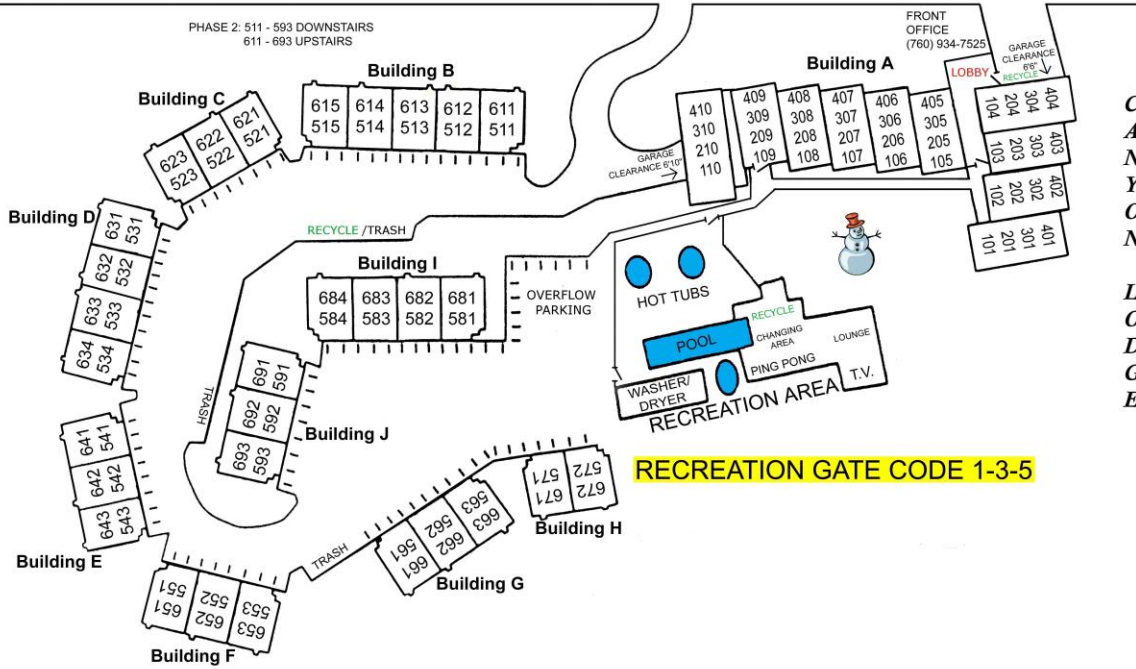 PHASE 2: 511 - 593 DOWNSTAIRS
611 - 693 UPSTAIRS
FRONT
OFFICE
(760) 934-7525
GARAGE
CLEARANCE
6'6"
LOBBY
RECYCLE
Building A
410 409 408 407 406 405
310 309 308 307 306 305
210 209 208 207 206 205
110 109 108 107 106 105
104 204 304 404
103 203 303 403
102 202 302 402
101 201 301 401
GARAGE
CLEARANCE 6'10"
Building B
615 614 613 612 611
515 514 513 512 511
Building C
623 622 621
523 522 521
Building D
631 531
632 532
633 533
634 534
RECYCLE /TRASH
Building I
684 683 682 681
584 583 582 581
OVERFLOW
PARKING
HOT TUBS
POOL
RECYCLE
CHANGING
AREA
LOUNGE
PING PONG
T.V.
WASHER/
DRYER
RECREATION AREA
TRASH
691 591
692 592
693 593
Building J
641 541
642 542
643 543
Building E
RECREATION GATE CODE 1-3-5
571 572
671 672
Building H
TRASH
561 562 563
661 662 663
Building G
551 552 553
651 652 653
Building F
C
A
N
Y
O
N
L
O
D
G
E